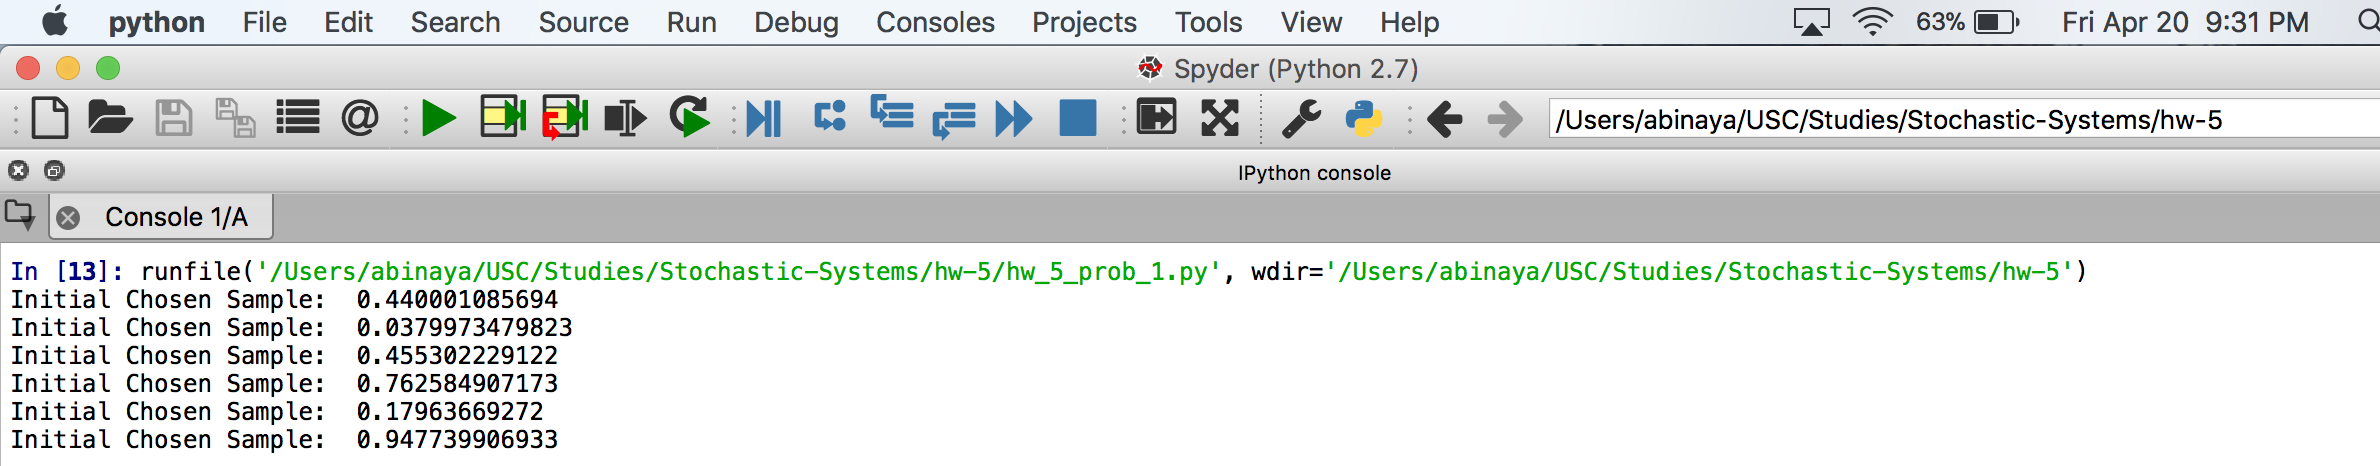 python File Edit Search Source Run Debug Consoles Projects Tools View Help 63% Fri Apr 20 9:31 PM
Spyder (Python 2.7)
/Users/abinaya/USC/Studies/Stochastic-Systems/hw-5
IPython console
Console 1/A
In [13]: runfile('/Users/abinaya/USC/Studies/Stochastic-Systems/hw-5/hw_5_prob_1.py', wdir='/Users/abinaya/USC/Studies/Stochastic-Systems/hw-5')
Initial Chosen Sample:  0.440001085694
Initial Chosen Sample:  0.0379973479823
Initial Chosen Sample:  0.455302229122
Initial Chosen Sample:  0.762584907173
Initial Chosen Sample:  0.17963669272
Initial Chosen Sample:  0.947739906933